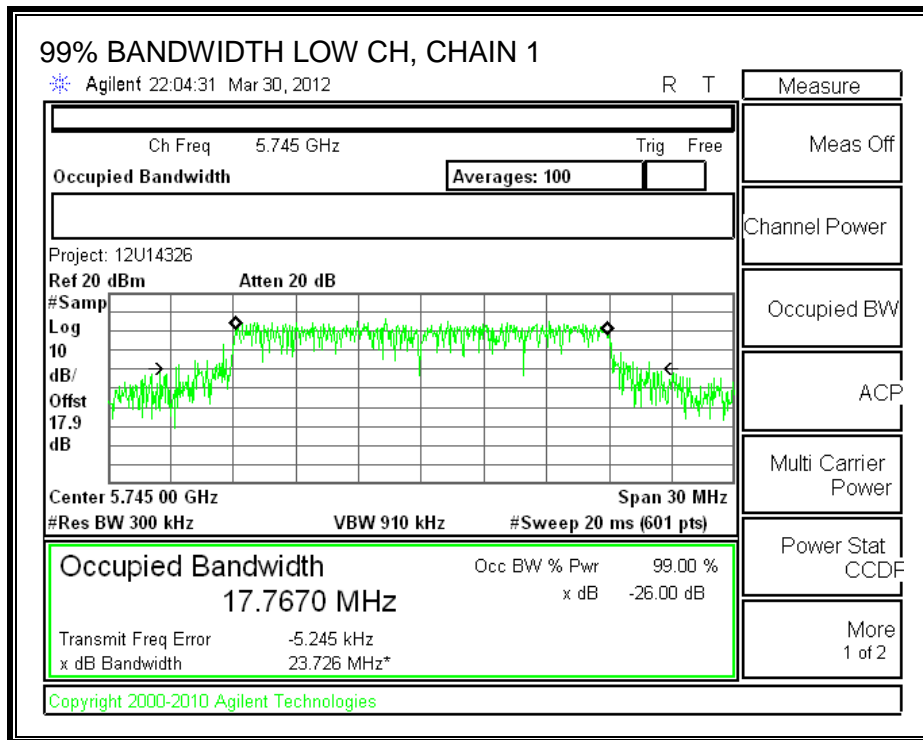 99% BANDWIDTH LOW CH, CHAIN 1
Agilent 22:04:31 Mar 30, 2012 R T
Measure
Ch Freq 5.745 GHz Trig Free
Meas Off
Occupied Bandwidth Averages: 100
Channel Power
Project: 12U14326
Ref 20 dBm Atten 20 dB
#Samp
Log
10
dB/
Offst
17.9
dB
Occupied BW
ACP
Center 5.745 00 GHz Span 30 MHz
#Res BW 300 kHz VBW 910 kHz #Sweep 20 ms (601 pts)
Multi Carrier
Power
Occupied Bandwidth Occ BW % Pwr 99.00 %
17.7670 MHz x dB -26.00 dB
Transmit Freq Error -5.245 kHz
x dB Bandwidth 23.726 MHz*
Power Stat
CCDF
More
1 of 2
Copyright 2000-2010 Agilent Technologies